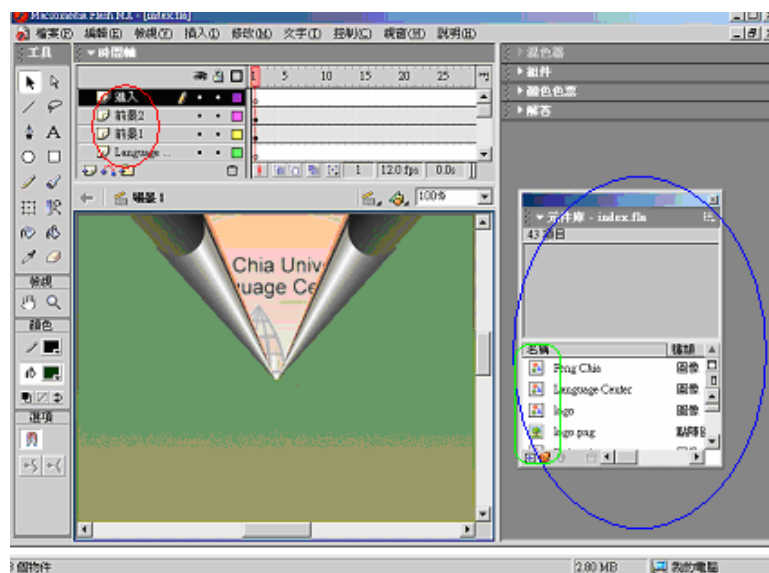 Macromedia Flash MX - [index.fla]
檔案(F) 編輯(E) 檢視(V) 插入(I) 修改(M) 文字(T) 控制(C) 視窗(W) 說明(H)
工具
時間軸
1 5 10 15 20 25
進入
前景2
前景1
Language ...
1 12.0 fps 0.0s
場景 1
100%
Chia Univ
uage Ce
檢視
顏色
選項
混色器
組件
顏色色票
解答
元件庫 - index.fla
43 項目
名稱 種類
Feng Chia 圖像
Language Center 圖像
logo 圖像
logo.png 點陣圖
個物件
2.80 MB 我的電腦